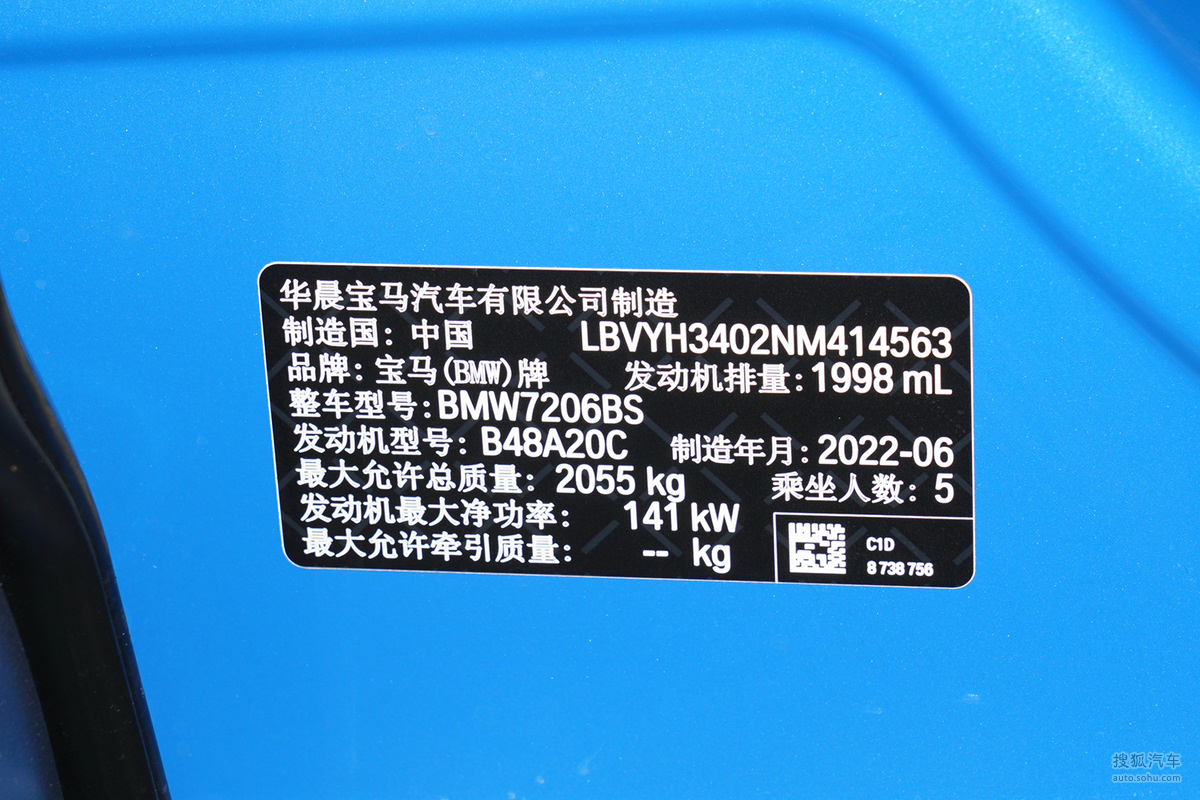 华晨宝马汽车有限公司制造
制造国：中国 LBVYH3402NM414563
品牌：宝马(BMW)牌 发动机排量：1998 mL
整车型号：BMW7206BS
发动机型号：B48A20C 制造年月：2022-06
最大允许总质量：2055 kg 乘坐人数：5
发动机最大净功率： 141 kW
最大允许牵引质量： -- kg
C1D
8 738 756
搜狐汽车
auto.sohu.com